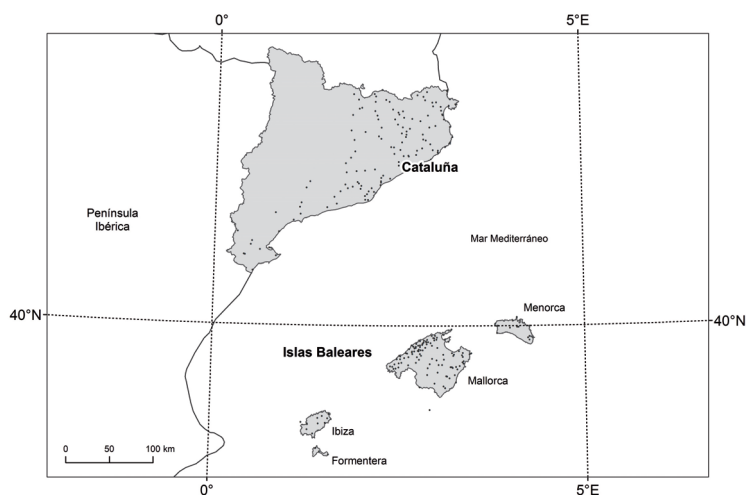 0°
5°E
Cataluña
Península
Ibérica
Mar Mediterráneo
Menorca
40°N
40°N
Islas Baleares
Mallorca
Ibiza
0
50
100 km
Formentera
0°
5°E